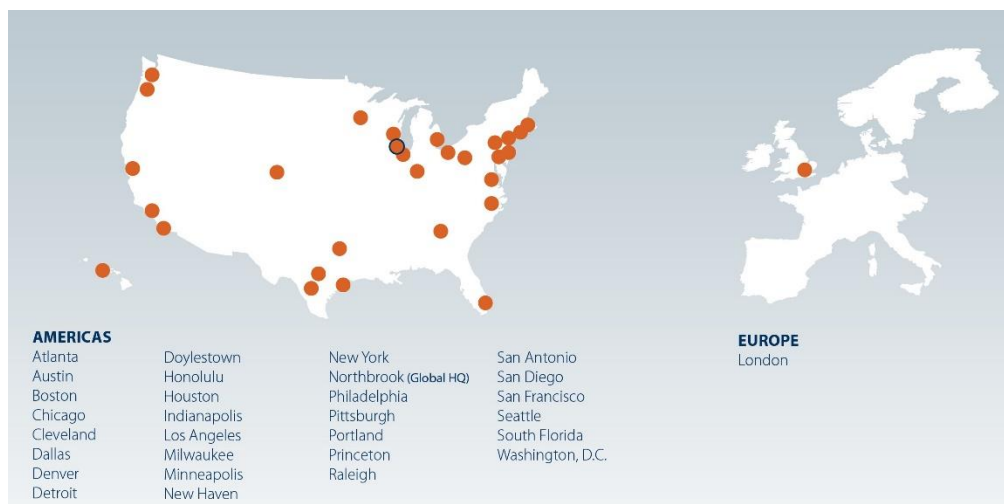 AMERICAS
Atlanta
Austin
Boston
Chicago
Cleveland
Dallas
Denver
Detroit
Doylestown
Honolulu
Houston
Indianapolis
Los Angeles
Milwaukee
Minneapolis
New Haven
New York
Northbrook (Global HQ)
Philadelphia
Pittsburgh
Portland
Princeton
Raleigh
San Antonio
San Diego
San Francisco
Seattle
South Florida
Washington, D.C.
EUROPE
London